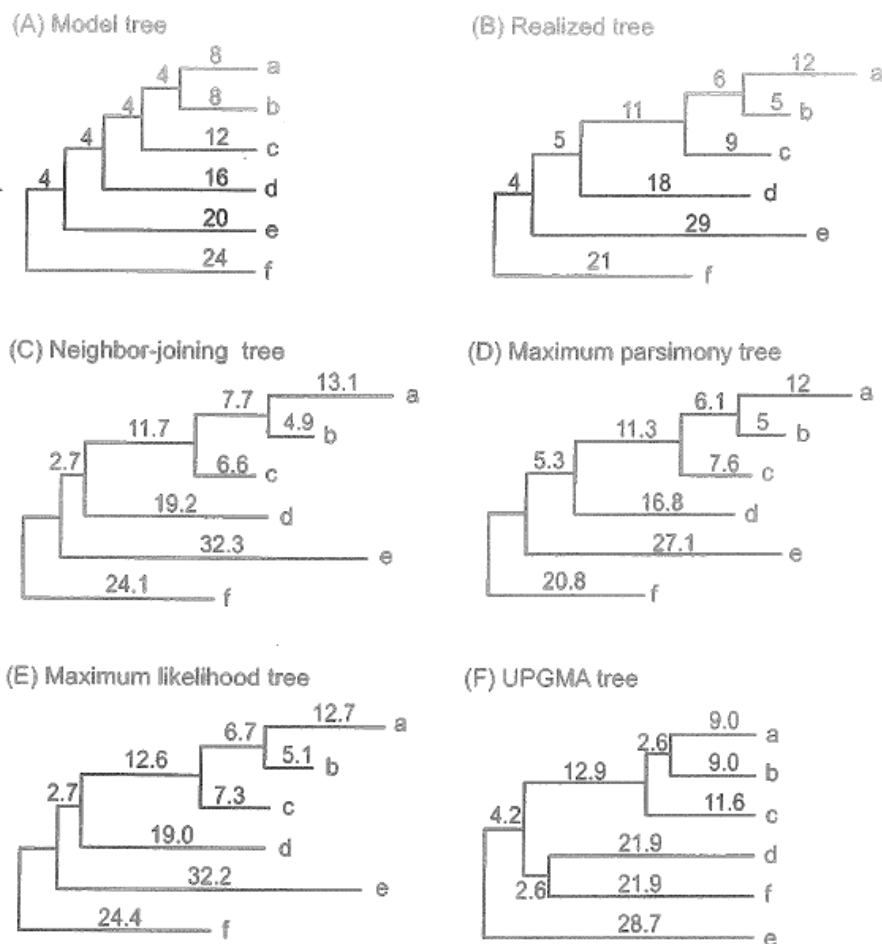 (A) Model tree
8
a
4
8
b
4
12
c
4
16
d
4
20
e
24
f
(B) Realized tree
12
a
6
5
b
11
9
c
5
18
d
4
29
e
21
f
(C) Neighbor-joining tree
13.1
a
7.7
4.9
b
11.7
6.6
c
2.7
19.2
d
32.3
e
24.1
f
(D) Maximum parsimony tree
12
a
6.1
5
b
11.3
7.6
c
5.3
16.8
d
27.1
e
20.8
f
(E) Maximum likelihood tree
12.7
a
6.7
5.1
b
12.6
7.3
c
2.7
19.0
d
32.2
e
24.4
f
(F) UPGMA tree
9.0
a
2.6
9.0
b
12.9
11.6
c
4.2
21.9
d
2.6
21.9
f
28.7
e